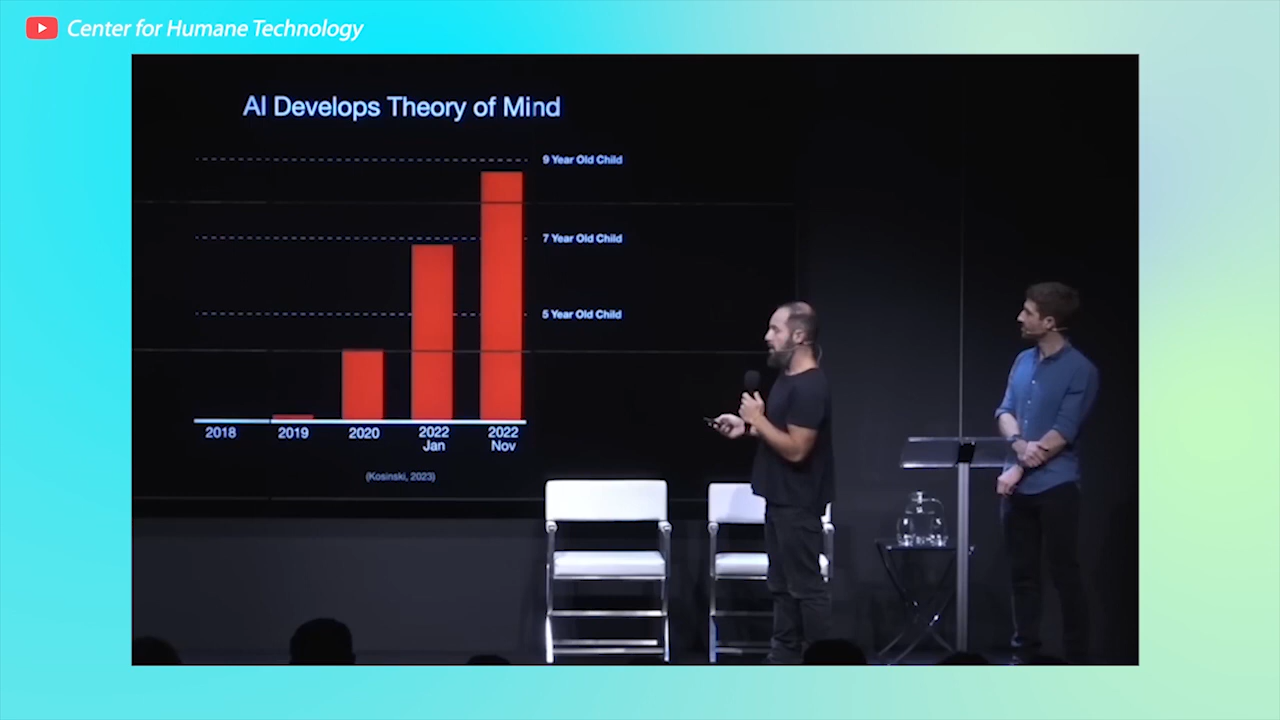 Center for Humane Technology
AI Develops Theory of Mind
9 Year Old Child
7 Year Old Child
5 Year Old Child
2018 2019 2020 2022 Jan 2022 Nov
(Kosinski, 2023)